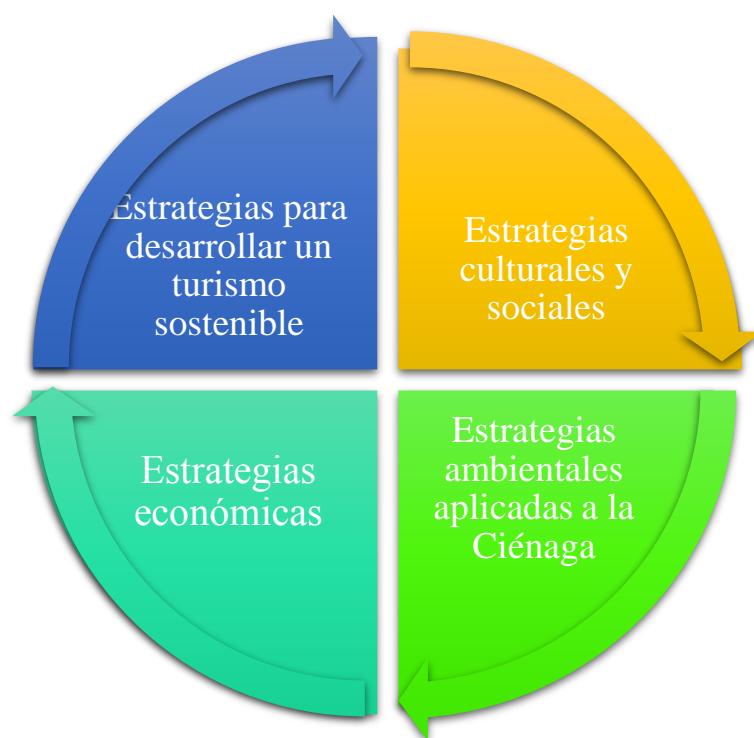 Estrategias para
desarrollar un
turismo
sostenible
Estrategias
culturales y
sociales
Estrategias
económicas
Estrategias
ambientales
aplicadas a la
Ciénaga